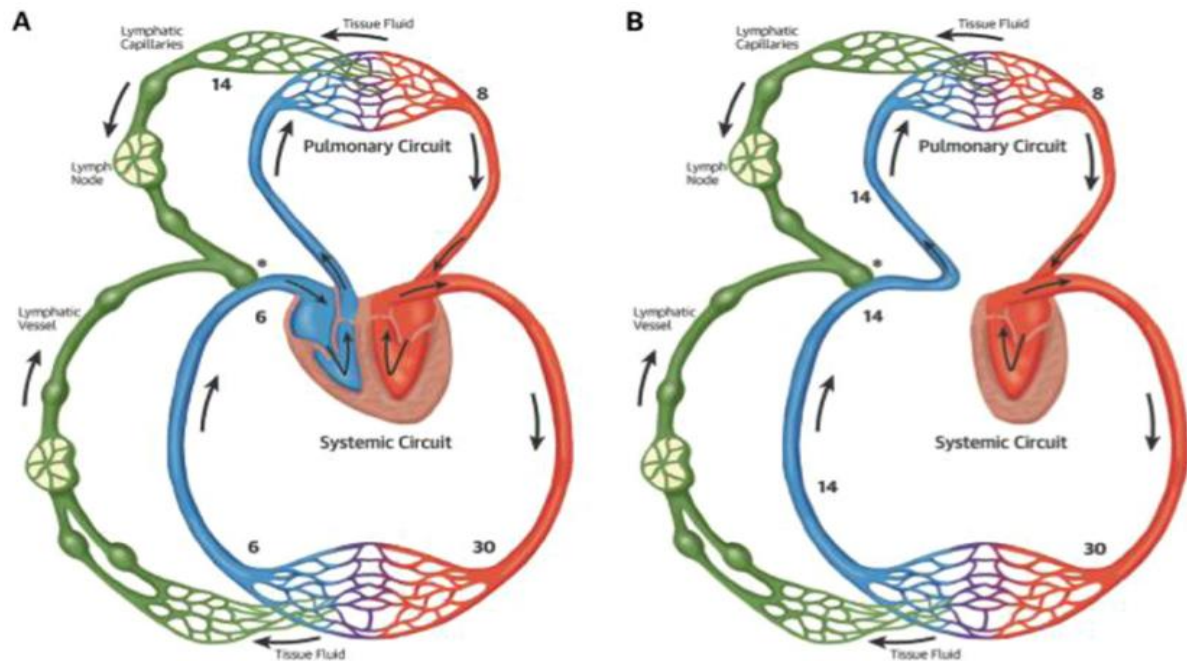 A
Lymphatic
Capillaries
Tissue Fluid
14
8
Pulmonary Circuit
Lymph
Node
*
6
Lymphatic
Vessel
Systemic Circuit
6
30
Tissue Fluid
B
Lymphatic
Capillaries
Tissue Fluid
8
Pulmonary Circuit
Lymph
Node
14
*
14
Lymphatic
Vessel
Systemic Circuit
14
30
Tissue Fluid